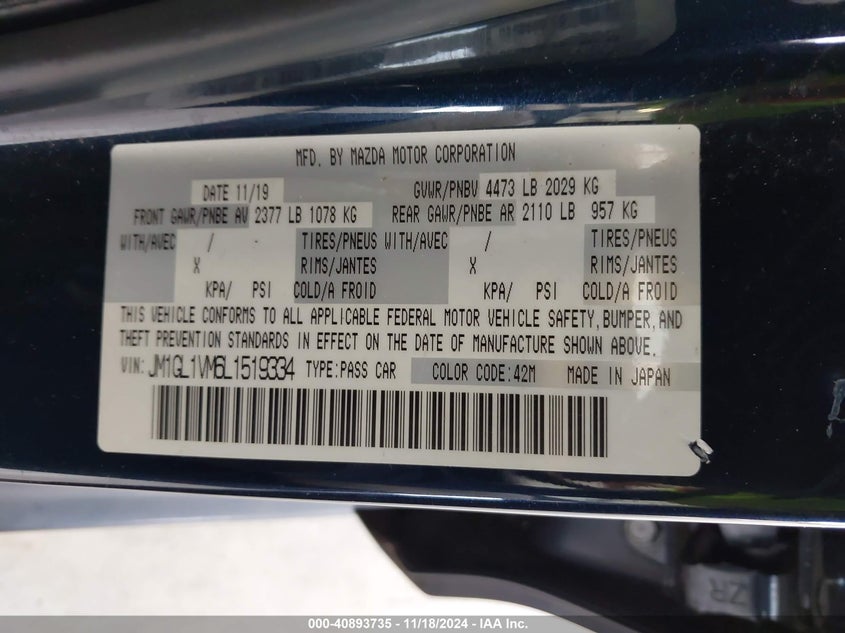 MFD. BY MAZDA MOTOR CORPORATION
DATE 11/19 GVWR/PNBV 4473 LB 2029 KG
FRONT GAWR/PNBE AV 2377 LB 1078 KG REAR GAWR/PNBE AR 2110 LB 957 KG
WITH/AVEC / TIRES/PNEUS WITH/AVEC / TIRES/PNEUS
X RIMS/JANTES X RIMS/JANTES
KPA/ PSI COLD/A FROID KPA/ PSI COLD/A FROID
THIS VEHICLE CONFORMS TO ALL APPLICABLE FEDERAL MOTOR VEHICLE SAFETY, BUMPER, AND
THEFT PREVENTION STANDARDS IN EFFECT ON THE DATE OF MANUFACTURE SHOWN ABOVE.
VIN: JM1GL1VM6L1519334 TYPE:PASS CAR COLOR CODE:42M MADE IN JAPAN
ZR
000-40893735 - 11/18/2024 - IAA Inc.